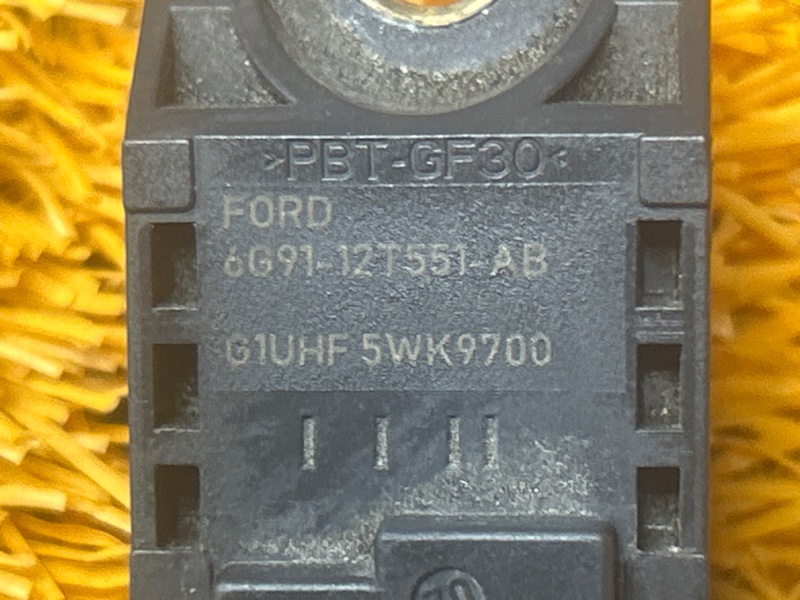 >PBT-GF30<
FORD
6G91-12T551-AB
G1UHF 5WK9700